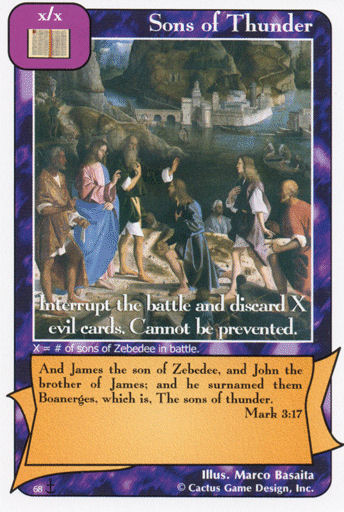 x/x
Sons of Thunder
Interrupt the battle and discard X
evil cards. Cannot be prevented.
X = # of sons of Zebedee in battle.
And James the son of Zebedee, and John the
brother of James; and he surnamed them
Boanerges, which is, The sons of thunder.
Mark 3:17
Illus. Marco Basaita
68
© Cactus Game Design, Inc.